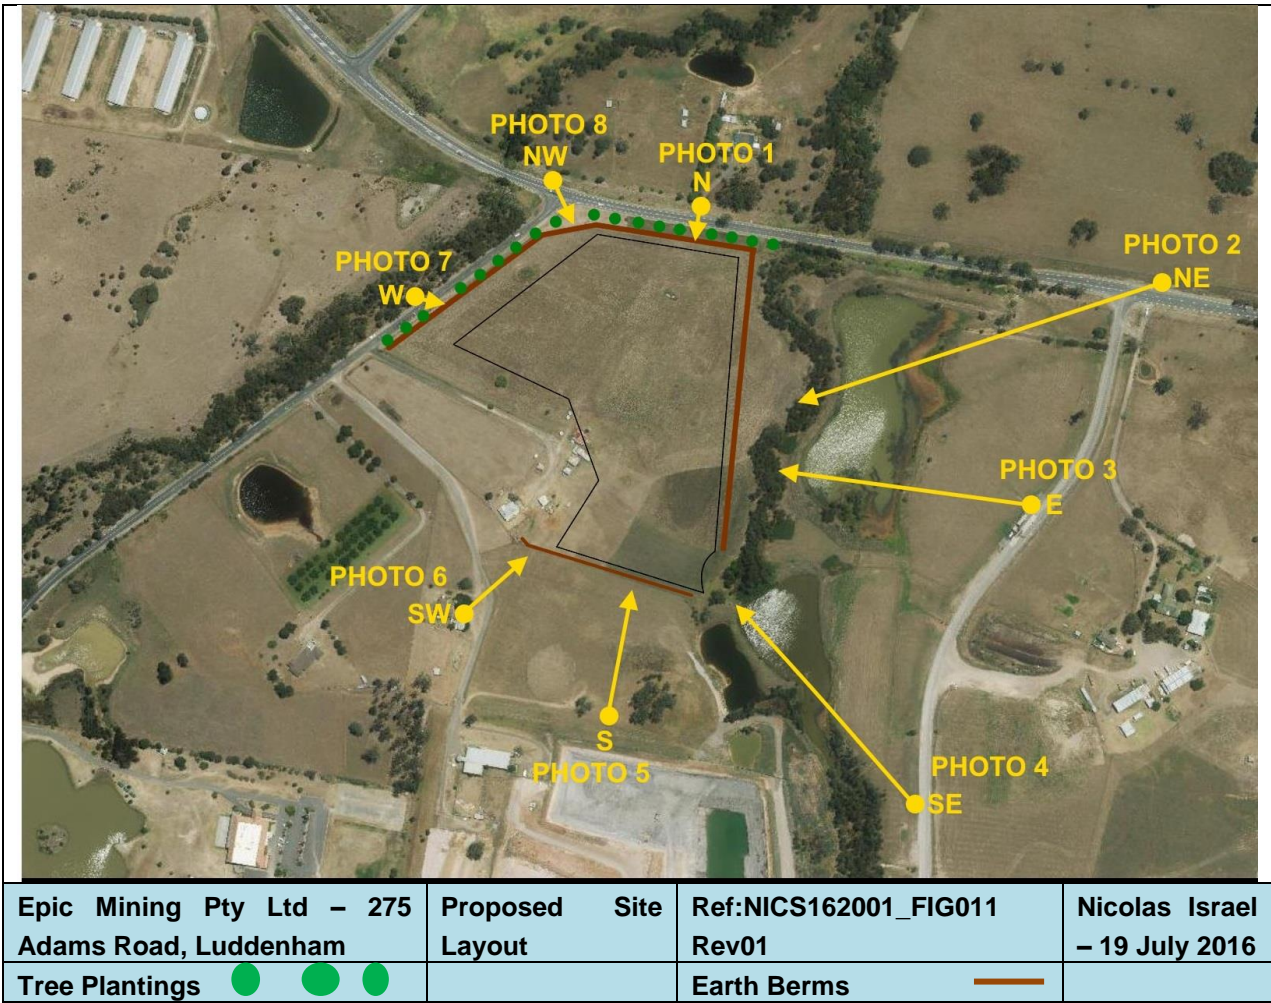 PHOTO 8
NW
PHOTO 1
N
PHOTO 2
NE
PHOTO 7
W
PHOTO 3
E
PHOTO 6
SW
S
PHOTO 5
PHOTO 4
SE
Epic Mining Pty Ltd – 275
Adams Road, Luddenham
Proposed Site
Layout
Ref:NICS162001_FIG011
Rev01
Nicolas Israel
– 19 July 2016
Tree Plantings
Earth Berms